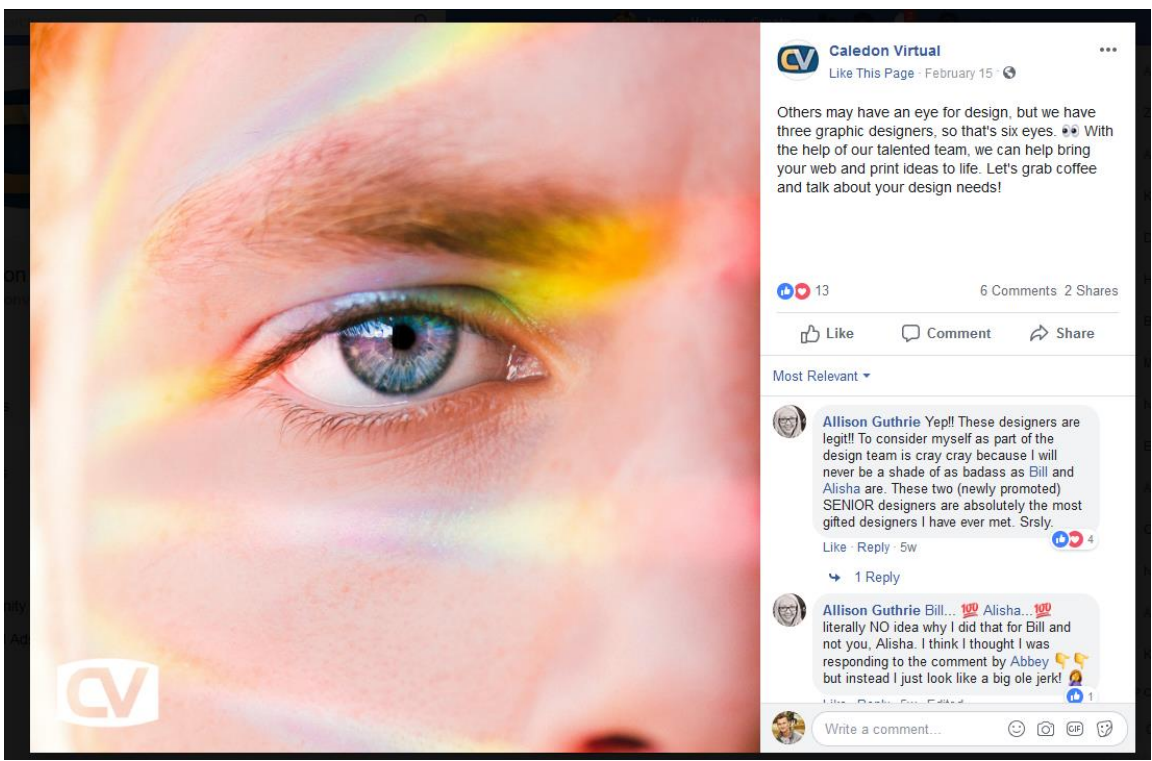 CV
Caledon Virtual
Like This Page · February 15 ·
Others may have an eye for design, but we have
three graphic designers, so that's six eyes. 👀 With
the help of our talented team, we can help bring
your web and print ideas to life. Let's grab coffee
and talk about your design needs!
13
6 Comments 2 Shares
Like Comment Share
Most Relevant
Allison Guthrie Yep!! These designers are
legit!! To consider myself as part of the
design team is cray cray because I will
never be a shade of as badass as Bill and
Alisha are. These two (newly promoted)
SENIOR designers are absolutely the most
gifted designers I have ever met. Srsly.
4
Like · Reply · 5w
1 Reply
Allison Guthrie Bill... 💯 Alisha...💯
literally NO idea why I did that for Bill and
not you, Alisha. I think I thought I was
responding to the comment by Abbey 👇👇
but instead I just look like a big ole jerk! 🤦‍♀️
1
Like · Reply · 5w · Edited
Write a comment...
GIF
CV